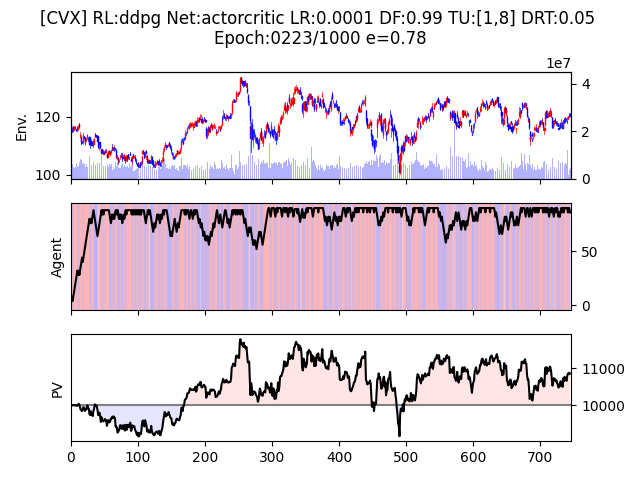 [CVX] RL:ddpg Net:actorcritic LR:0.0001 DF:0.99 TU:[1,8] DRT:0.05
Epoch:0223/1000 e=0.78
1e7
Env.
120
100
4
2
0
Agent
50
0
PV
11000
10000
0 100 200 300 400 500 600 700